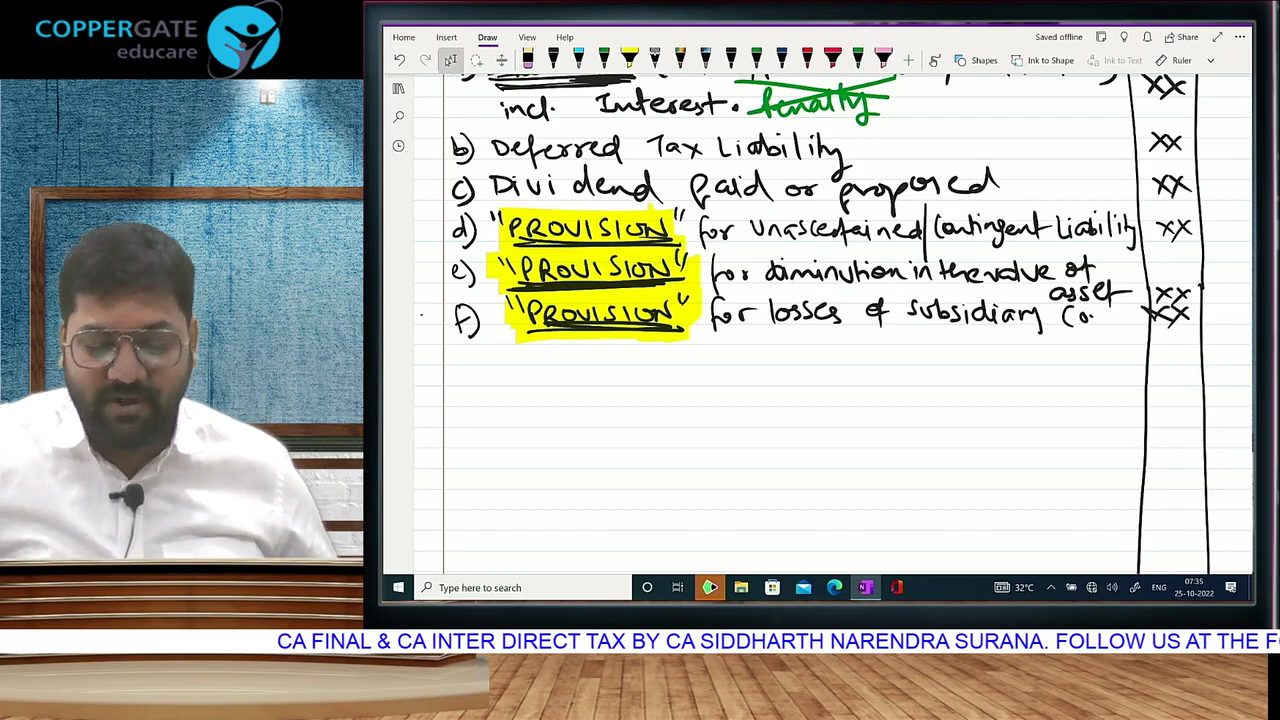 COPPERGATE
educare
Home Insert Draw View Help
Saved offline Share
Shapes Ink to Shape Ink to Text Ruler
incl. Interest. Penalty XX
b) Deferred Tax Liability XX
c) Dividend paid or proposed XX
d) "PROVISION" for unascertained/Contingent Liability XX
e) "PROVISION" for diminution in the value of
asset XX
f) "PROVISION" for losses of subsidiary Co. XX
Type here to search
32°C ENG 07:35
25-10-2022
CA FINAL & CA INTER DIRECT TAX BY CA SIDDHARTH NARENDRA SURANA. FOLLOW US AT THE